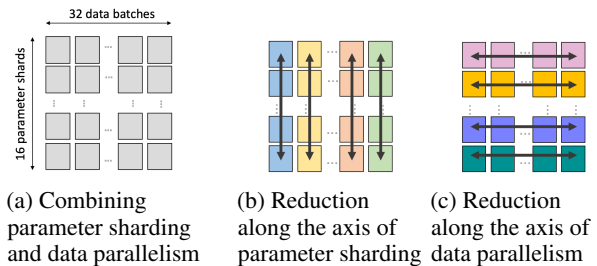 32 data batches
16 parameter shards
(a) Combining
parameter sharding
and data parallelism
(b) Reduction
along the axis of
parameter sharding
(c) Reduction
along the axis of
data parallelism